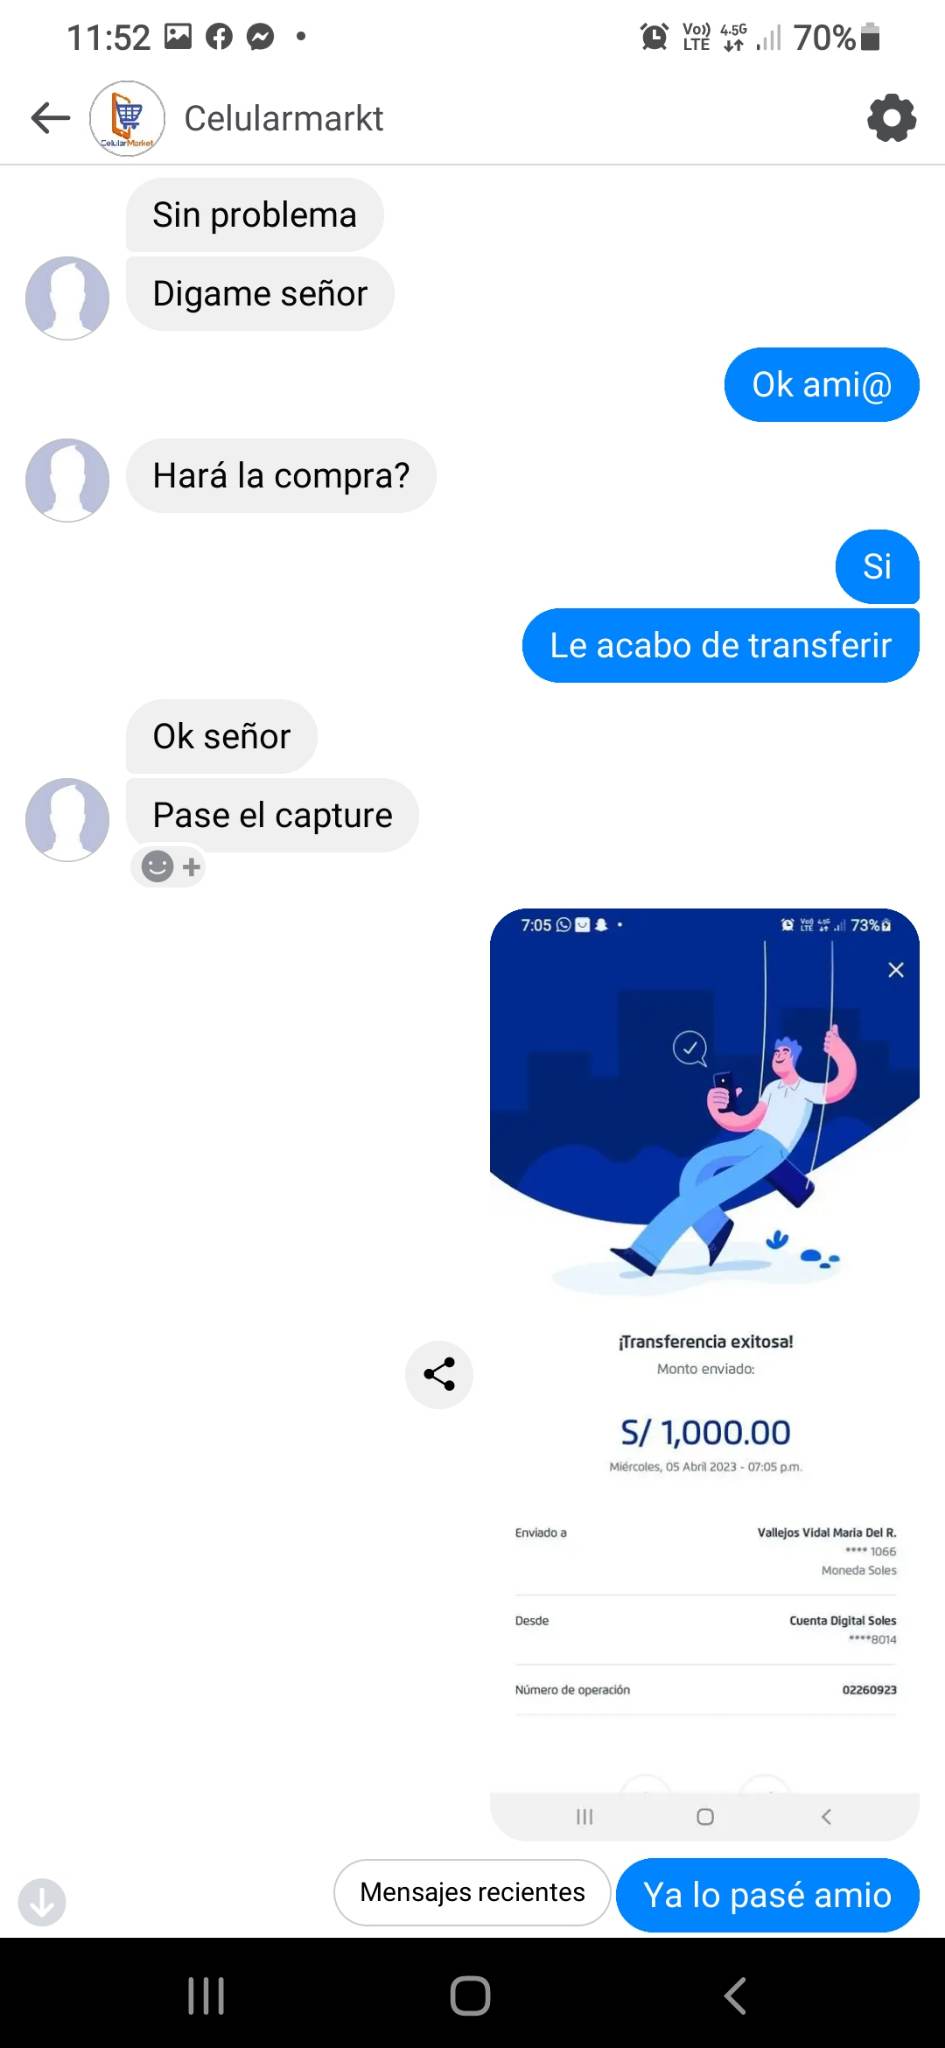 11:52
Vo)) LTE 4.5G 70%
Celularmarkt
CelularMarket
Sin problema
Digame señor
Ok ami@
Hará la compra?
Si
Le acabo de transferir
Ok señor
Pase el capture
7:05 73%
¡Transferencia exitosa!
Monto enviado:
S/ 1,000.00
Miércoles, 05 Abril 2023 - 07:05 p.m.
Enviado a Vallejos Vidal Maria Del R.
**** 1066
Moneda Soles
Desde Cuenta Digital Soles
****8014
Número de operación 02260923
Mensajes recientes
Ya lo pasé amio